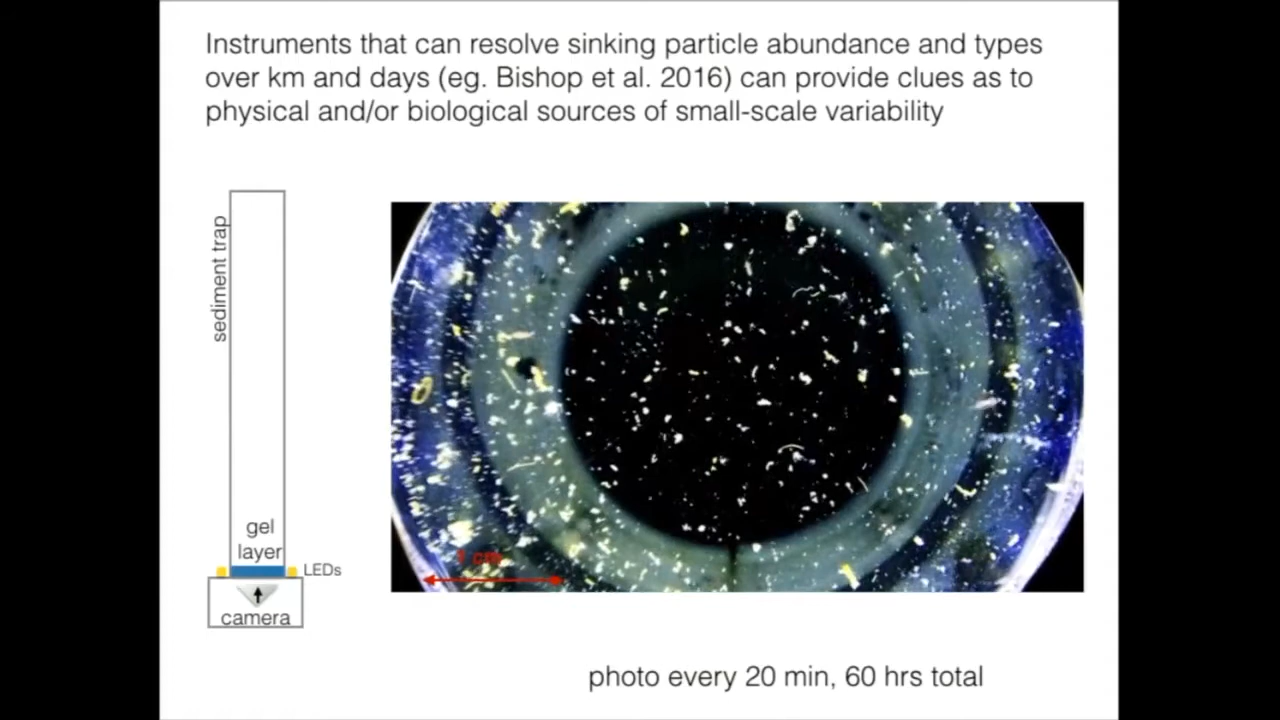 Instruments that can resolve sinking particle abundance and types
over km and days (eg. Bishop et al. 2016) can provide clues as to
physical and/or biological sources of small-scale variability
sediment trap
gel
layer
LEDs
camera
1 cm
photo every 20 min, 60 hrs total